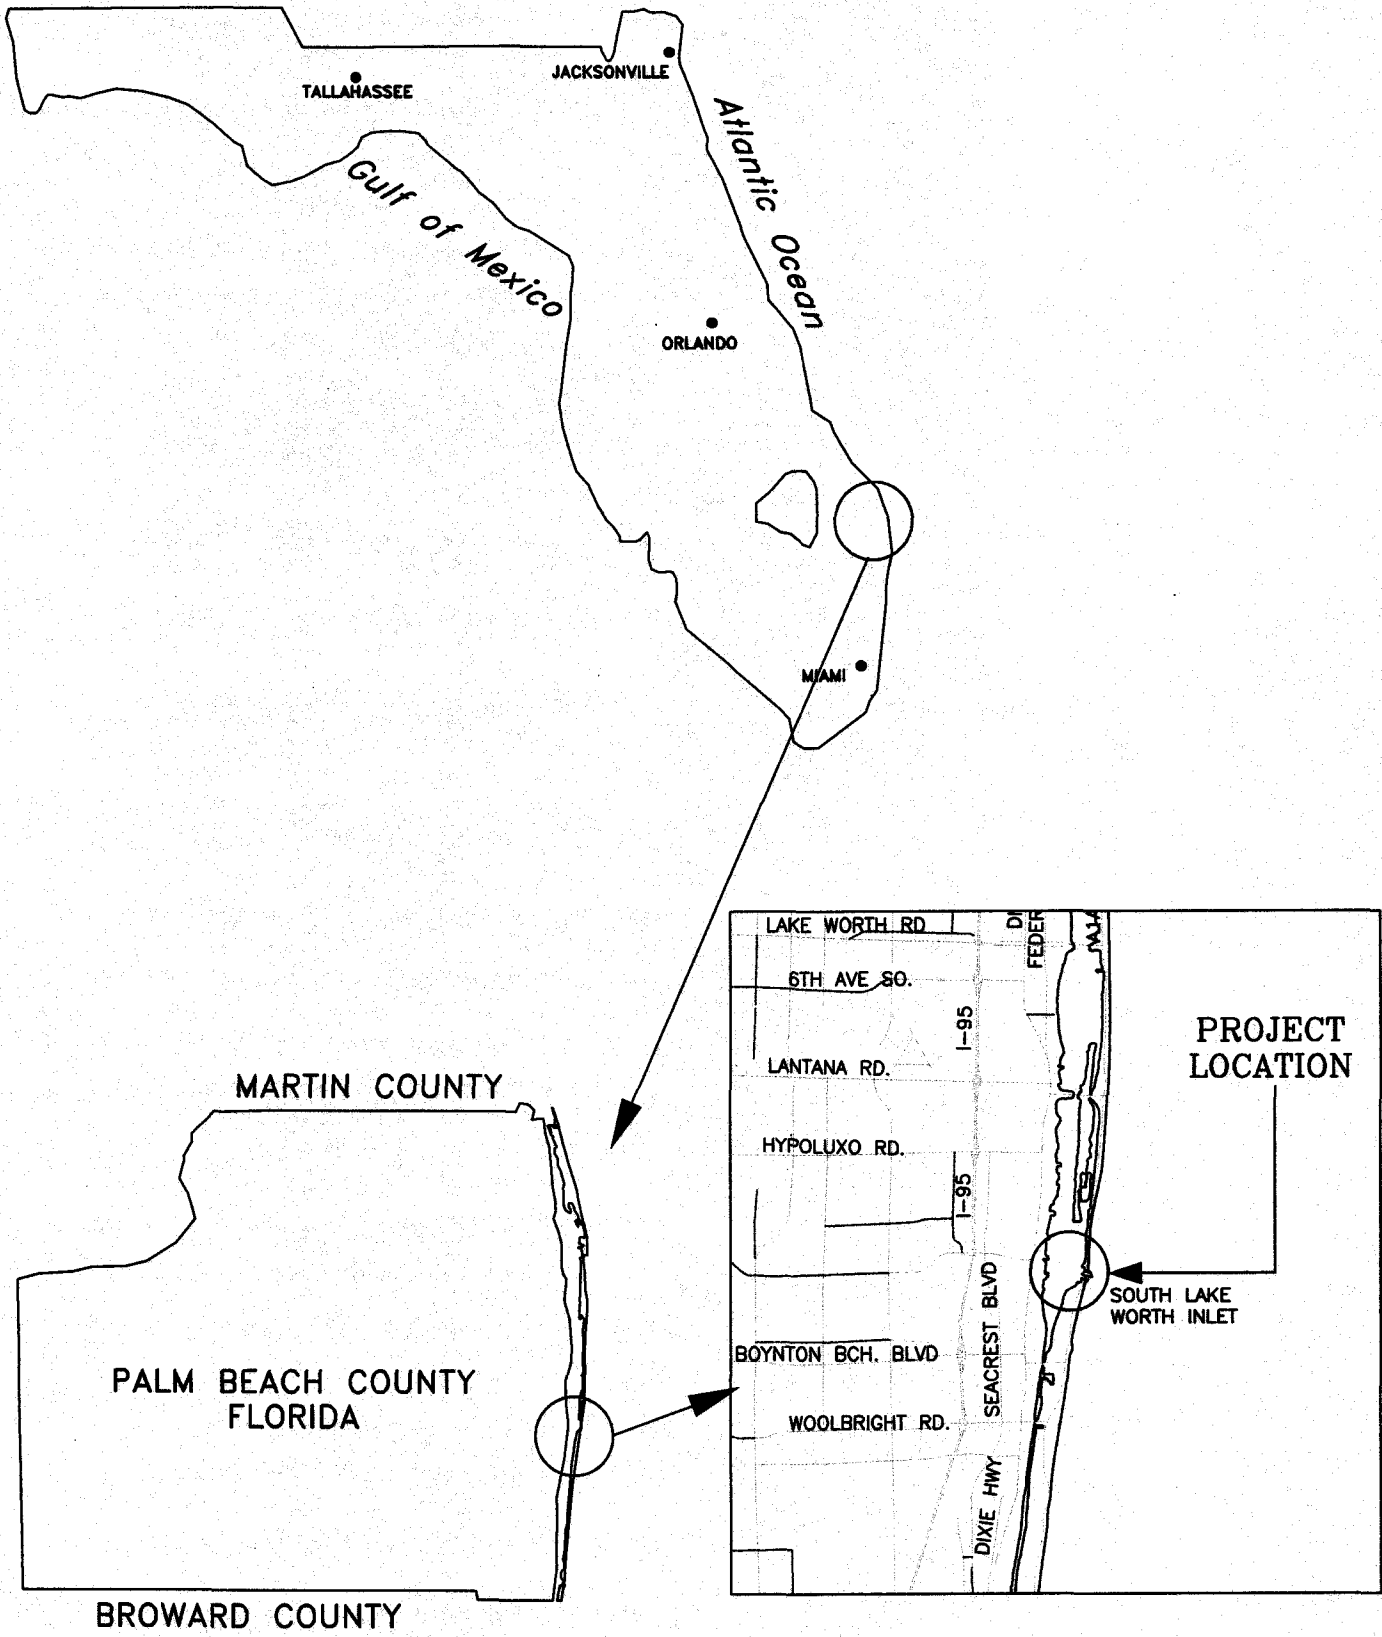 JACKSONVILLE
TALLAHASSEE
Atlantic Ocean
Gulf of Mexico
ORLANDO
MIAMI
LAKE WORTH RD
FEDER
6TH AVE SO.
I-95
PROJECT
LOCATION
LANTANA RD.
MARTIN COUNTY
HYPOLUXO RD.
I-95
SEACREST BLVD
SOUTH LAKE
WORTH INLET
BOYNTON BCH. BLVD
PALM BEACH COUNTY
FLORIDA
WOOLBRIGHT RD.
DIXIE HWY
BROWARD COUNTY